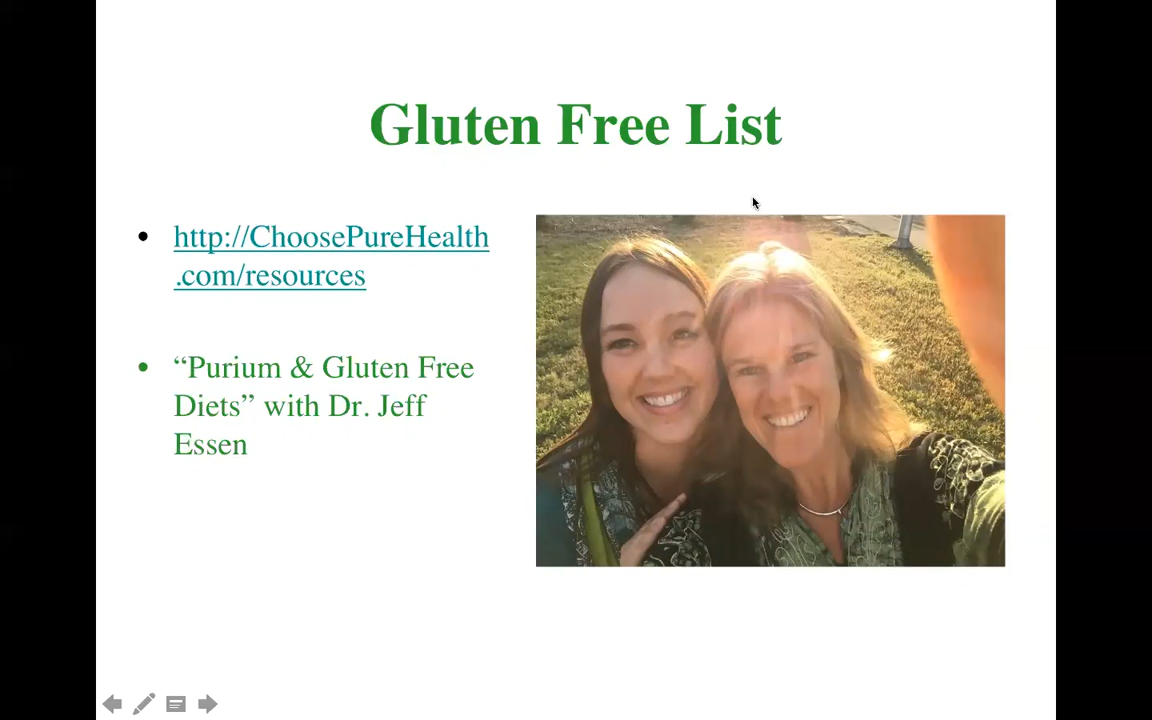 Gluten Free List
• http://ChoosePureHealth
.com/resources
• “Purium & Gluten Free
Diets” with Dr. Jeff
Essen